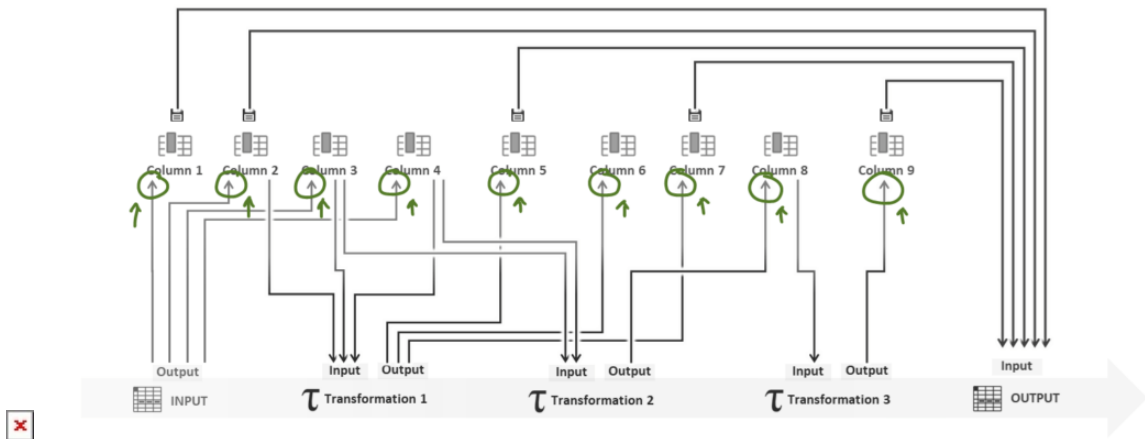 Column 1 Column 2 Column 3 Column 4 Column 5 Column 6 Column 7 Column 8 Column 9
Output Input Output Input Output Input Output Input
INPUT τ Transformation 1 τ Transformation 2 τ Transformation 3 OUTPUT